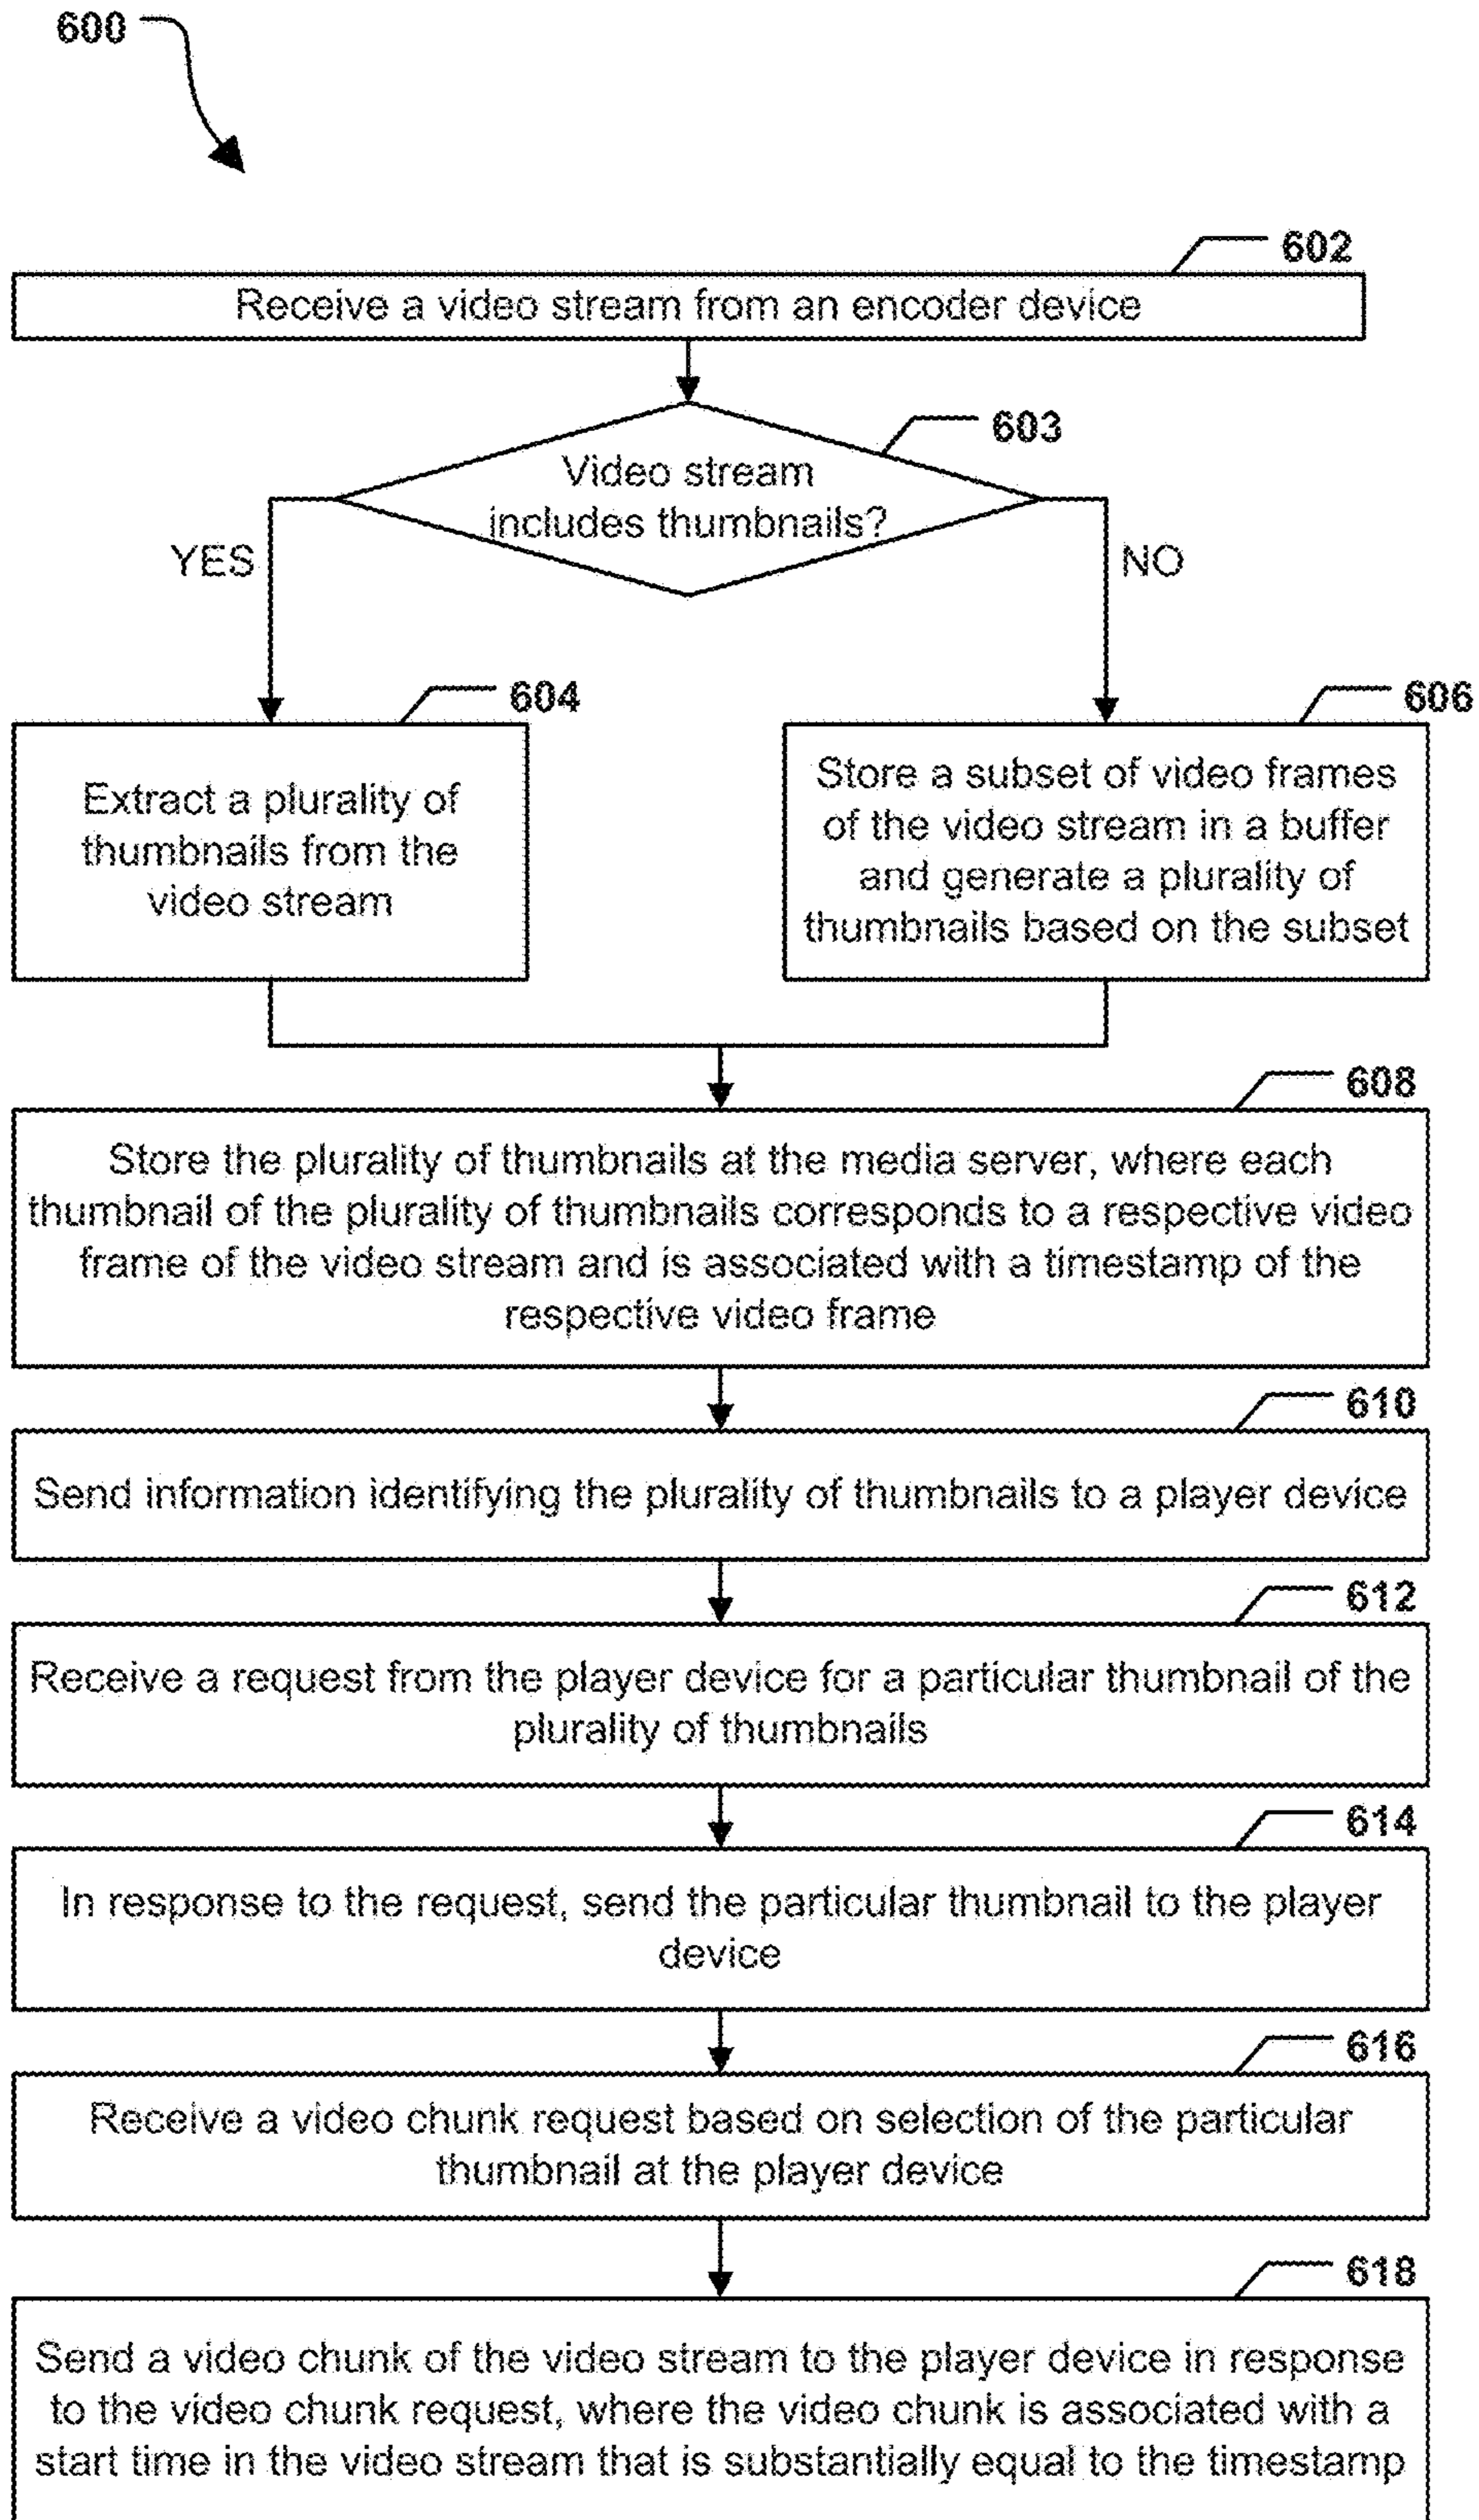 600
602
Receive a video stream from an encoder device
603
Video stream
includes thumbnails?
YES
NO
604
606
Extract a plurality of
thumbnails from the
video stream
Store a subset of video frames
of the video stream in a buffer
and generate a plurality of
thumbnails based on the subset
608
Store the plurality of thumbnails at the media server, where each
thumbnail of the plurality of thumbnails corresponds to a respective video
frame of the video stream and is associated with a timestamp of the
respective video frame
610
Send information identifying the plurality of thumbnails to a player device
612
Receive a request from the player device for a particular thumbnail of the
plurality of thumbnails
614
In response to the request, send the particular thumbnail to the player
device
616
Receive a video chunk request based on selection of the particular
thumbnail at the player device
618
Send a video chunk of the video stream to the player device in response
to the video chunk request, where the video chunk is associated with a
start time in the video stream that is substantially equal to the timestamp